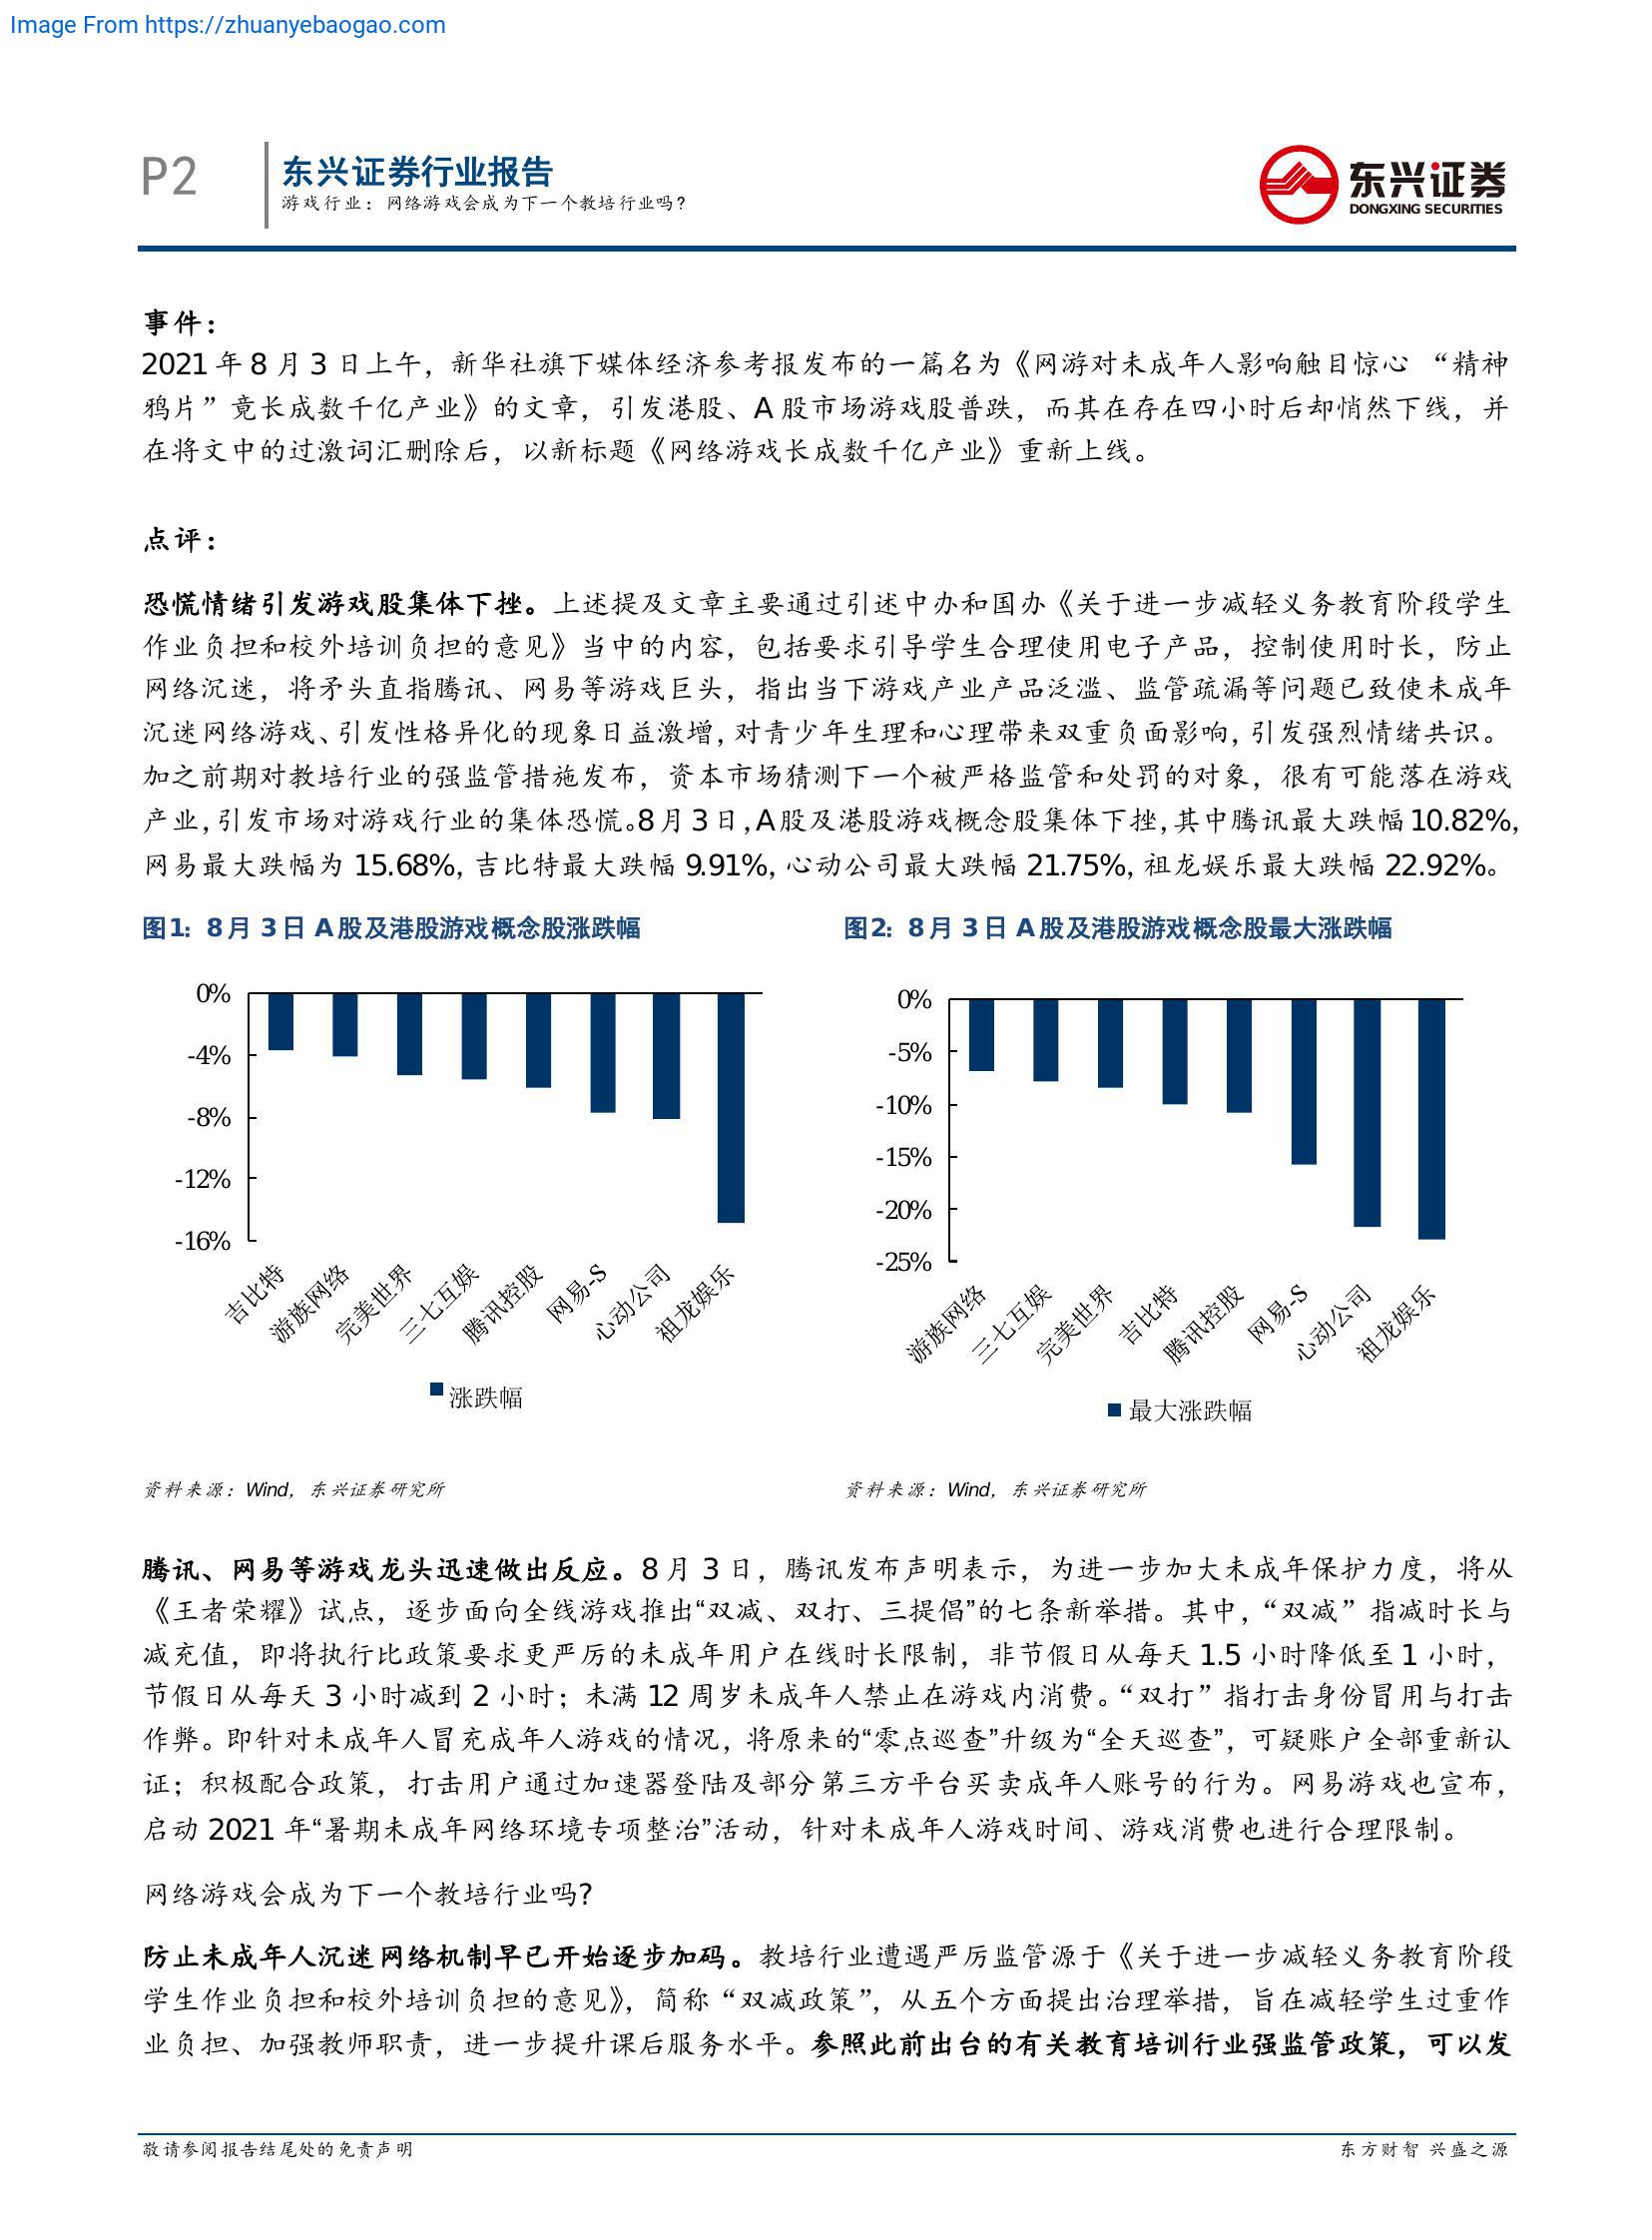 Image From https://zhuanyebaogao.com
P2
东兴证券行业报告
游戏行业：网络游戏会成为下一个教培行业吗?
东兴证券
DONGXING SECURITIES
事件：
2021 年 8 月 3 日上午，新华社旗下媒体经济参考报发布的一篇名为《网游对未成年人影响触目惊心 “精神
鸦片”竟长成数千亿产业》的文章，引发港股、A 股市场游戏股普跌，而其在存在四小时后却悄然下线，并
在将文中的过激词汇删除后，以新标题《网络游戏长成数千亿产业》重新上线。
点评：
恐慌情绪引发游戏股集体下挫。上述提及文章主要通过引述中办和国办《关于进一步减轻义务教育阶段学生
作业负担和校外培训负担的意见》当中的内容，包括要求引导学生合理使用电子产品，控制使用时长，防止
网络沉迷，将矛头直指腾讯、网易等游戏巨头，指出当下游戏产业产品泛滥、监管疏漏等问题已致使未成年
沉迷网络游戏、引发性格异化的现象日益激增，对青少年生理和心理带来双重负面影响，引发强烈情绪共识。
加之前期对教培行业的强监管措施发布，资本市场猜测下一个被严格监管和处罚的对象，很有可能落在游戏
产业，引发市场对游戏行业的集体恐慌。8 月 3 日，A 股及港股游戏概念股集体下挫，其中腾讯最大跌幅 10.82%，
网易最大跌幅为 15.68%，吉比特最大跌幅 9.91%，心动公司最大跌幅 21.75%，祖龙娱乐最大跌幅 22.92%。
图1：8 月 3 日 A 股及港股游戏概念股涨跌幅
0%
-4%
-8%
-12%
-16%
吉比特
游族网络
完美世界
三七互娱
腾讯控股
网易-S
心动公司
祖龙娱乐
涨跌幅
资料来源：Wind，东兴证券研究所
图2：8 月 3 日 A 股及港股游戏概念股最大涨跌幅
0%
-5%
-10%
-15%
-20%
-25%
游族网络
三七互娱
完美世界
吉比特
腾讯控股
网易-S
心动公司
祖龙娱乐
最大涨跌幅
资料来源：Wind，东兴证券研究所
腾讯、网易等游戏龙头迅速做出反应。8 月 3 日，腾讯发布声明表示，为进一步加大未成年保护力度，将从
《王者荣耀》试点，逐步面向全线游戏推出“双减、双打、三提倡”的七条新举措。其中，“双减”指减时长与
减充值，即将执行比政策要求更严厉的未成年用户在线时长限制，非节假日从每天 1.5 小时降低至 1 小时，
节假日从每天 3 小时减到 2 小时；未满 12 周岁未成年人禁止在游戏内消费。“双打”指打击身份冒用与打击
作弊。即针对未成年人冒充成年人游戏的情况，将原来的“零点巡查”升级为“全天巡查”，可疑账户全部重新认
证；积极配合政策，打击用户通过加速器登陆及部分第三方平台买卖成年人账号的行为。网易游戏也宣布，
启动 2021 年“暑期未成年网络环境专项整治”活动，针对未成年人游戏时间、游戏消费也进行合理限制。
网络游戏会成为下一个教培行业吗?
防止未成年人沉迷网络机制早已开始逐步加码。教培行业遭遇严厉监管源于《关于进一步减轻义务教育阶段
学生作业负担和校外培训负担的意见》，简称“双减政策”，从五个方面提出治理举措，旨在减轻学生过重作
业负担、加强教师职责，进一步提升课后服务水平。参照此前出台的有关教育培训行业强监管政策，可以发
敬请参阅报告结尾处的免责声明
东方财智 兴盛之源